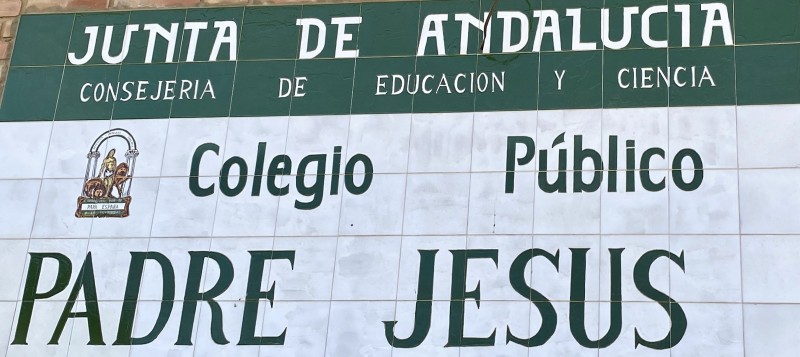 JUNTA DE ANDALUCIA
CONSEJERIA DE EDUCACION Y CIENCIA
Colegio Público
PADRE JESUS